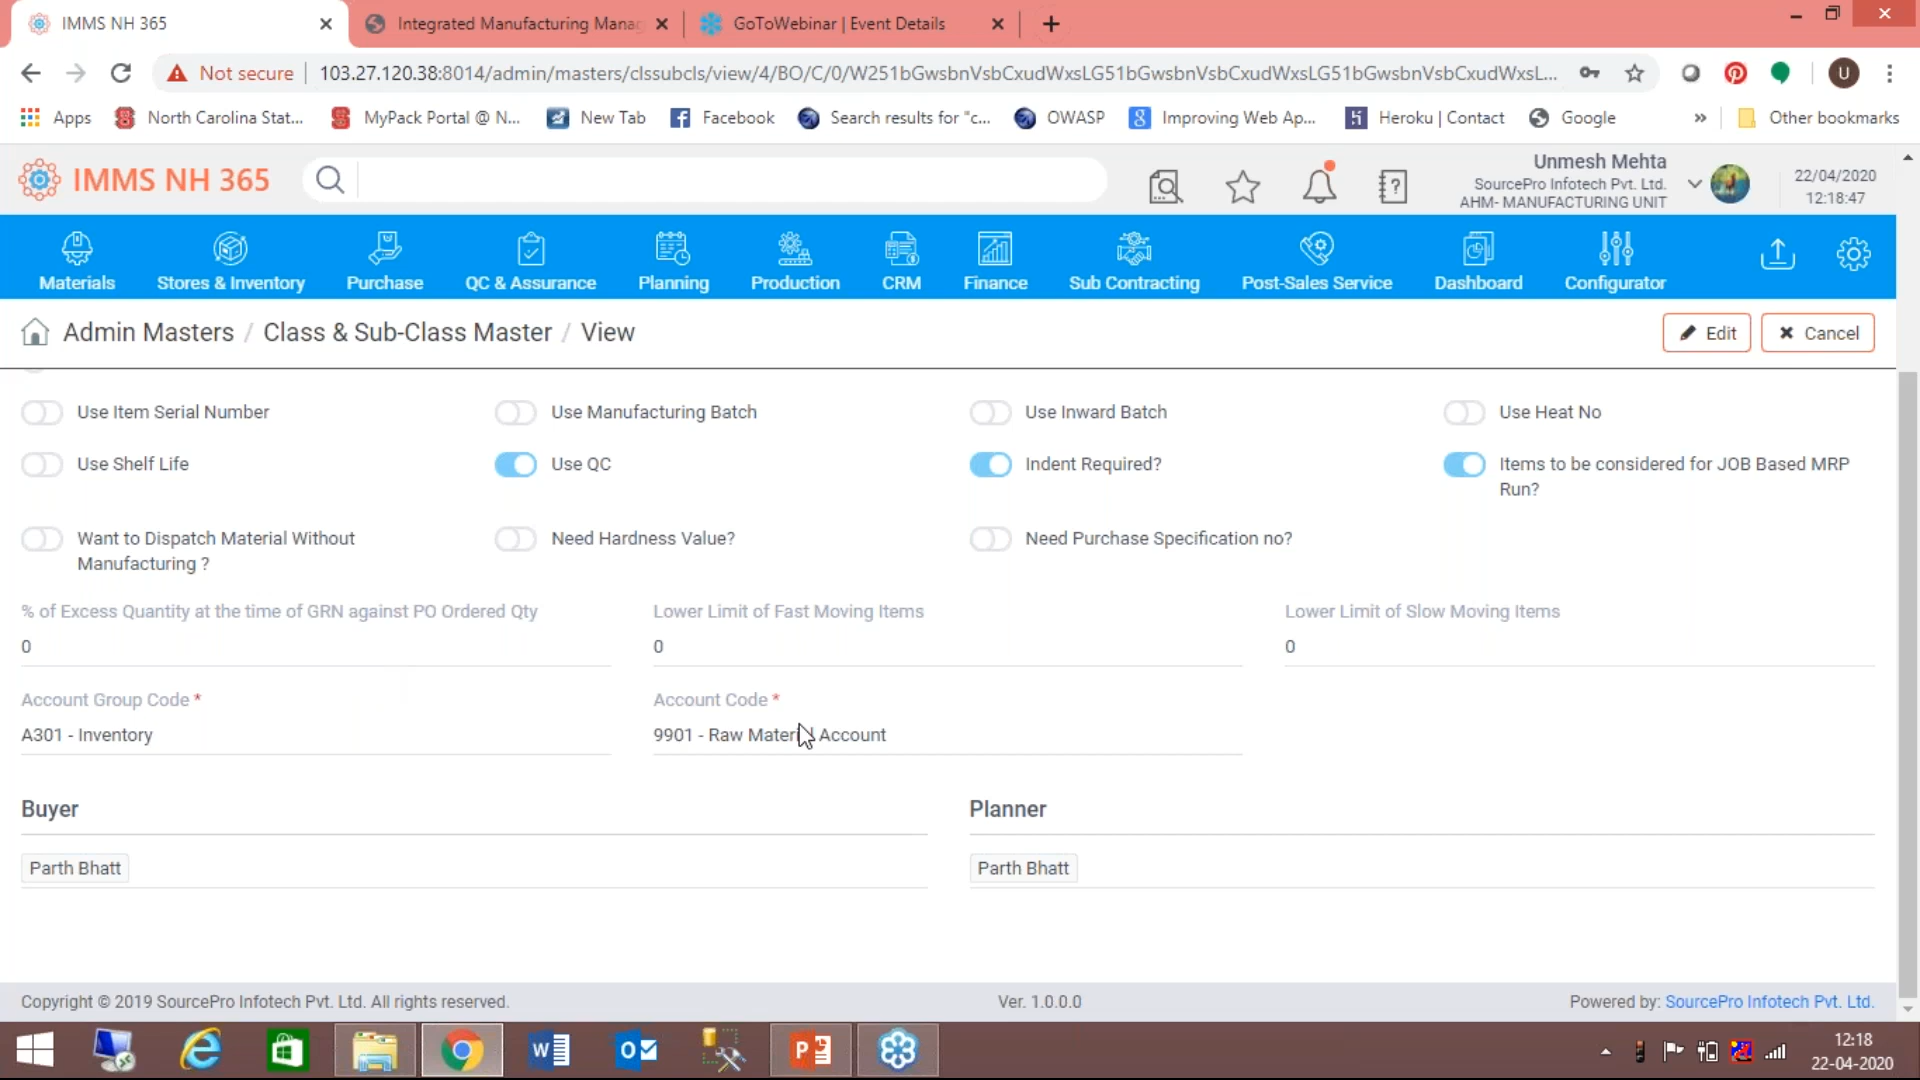 IMMS NH 365
Integrated Manufacturing Manag
GoToWebinar | Event Details
Not secure
103.27.120.38:8014/admin/masters/clssubcls/view/4/BO/C/0/W251bGwsbnVsbCxudWxsLG51bGwsbnVsbCxudWxsLG51bGwsbnVsbCxudWxsL...
U
Apps
North Carolina Stat...
MyPack Portal @ N...
New Tab
Facebook
Search results for "c...
OWASP
Improving Web Ap...
Heroku | Contact
Google
»
Other bookmarks
IMMS NH 365
Unmesh Mehta
SourcePro Infotech Pvt. Ltd.
AHM- MANUFACTURING UNIT
22/04/2020
12:18:47
Materials
Stores & Inventory
Purchase
QC & Assurance
Planning
Production
CRM
Finance
Sub Contracting
Post-Sales Service
Dashboard
Configurator
Admin Masters / Class & Sub-Class Master / View
Edit
Cancel
Use Item Serial Number
Use Manufacturing Batch
Use Inward Batch
Use Heat No
Use Shelf Life
Use QC
Indent Required?
Items to be considered for JOB Based MRP
Run?
Want to Dispatch Material Without
Manufacturing ?
Need Hardness Value?
Need Purchase Specification no?
% of Excess Quantity at the time of GRN against PO Ordered Qty
0
Lower Limit of Fast Moving Items
0
Lower Limit of Slow Moving Items
0
Account Group Code *
A301 - Inventory
Account Code *
9901 - Raw Material Account
Buyer
Parth Bhatt
Planner
Parth Bhatt
Copyright © 2019 SourcePro Infotech Pvt. Ltd. All rights reserved.
Ver. 1.0.0.0
Powered by: SourcePro Infotech Pvt. Ltd.
12:18
22-04-2020